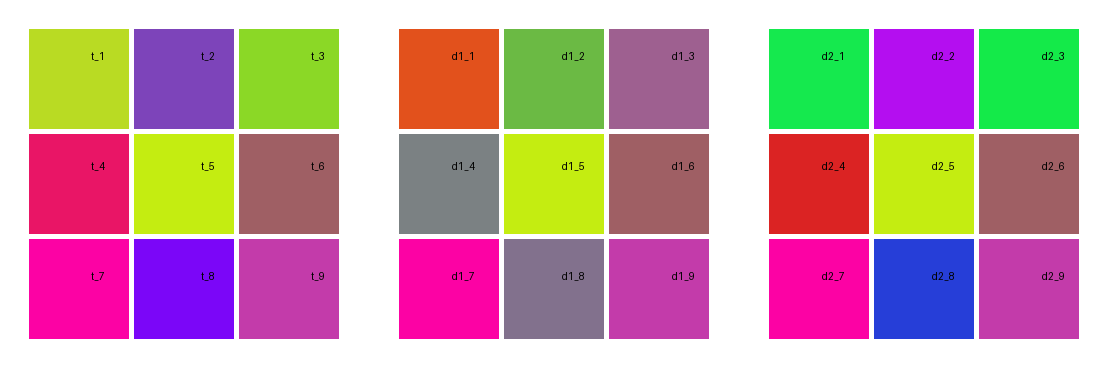 t_1 t_2 t_3 d1_1 d1_2 d1_3 d2_1 d2_2 d2_3
t_4 t_5 t_6 d1_4 d1_5 d1_6 d2_4 d2_5 d2_6
t_7 t_8 t_9 d1_7 d1_8 d1_9 d2_7 d2_8 d2_9